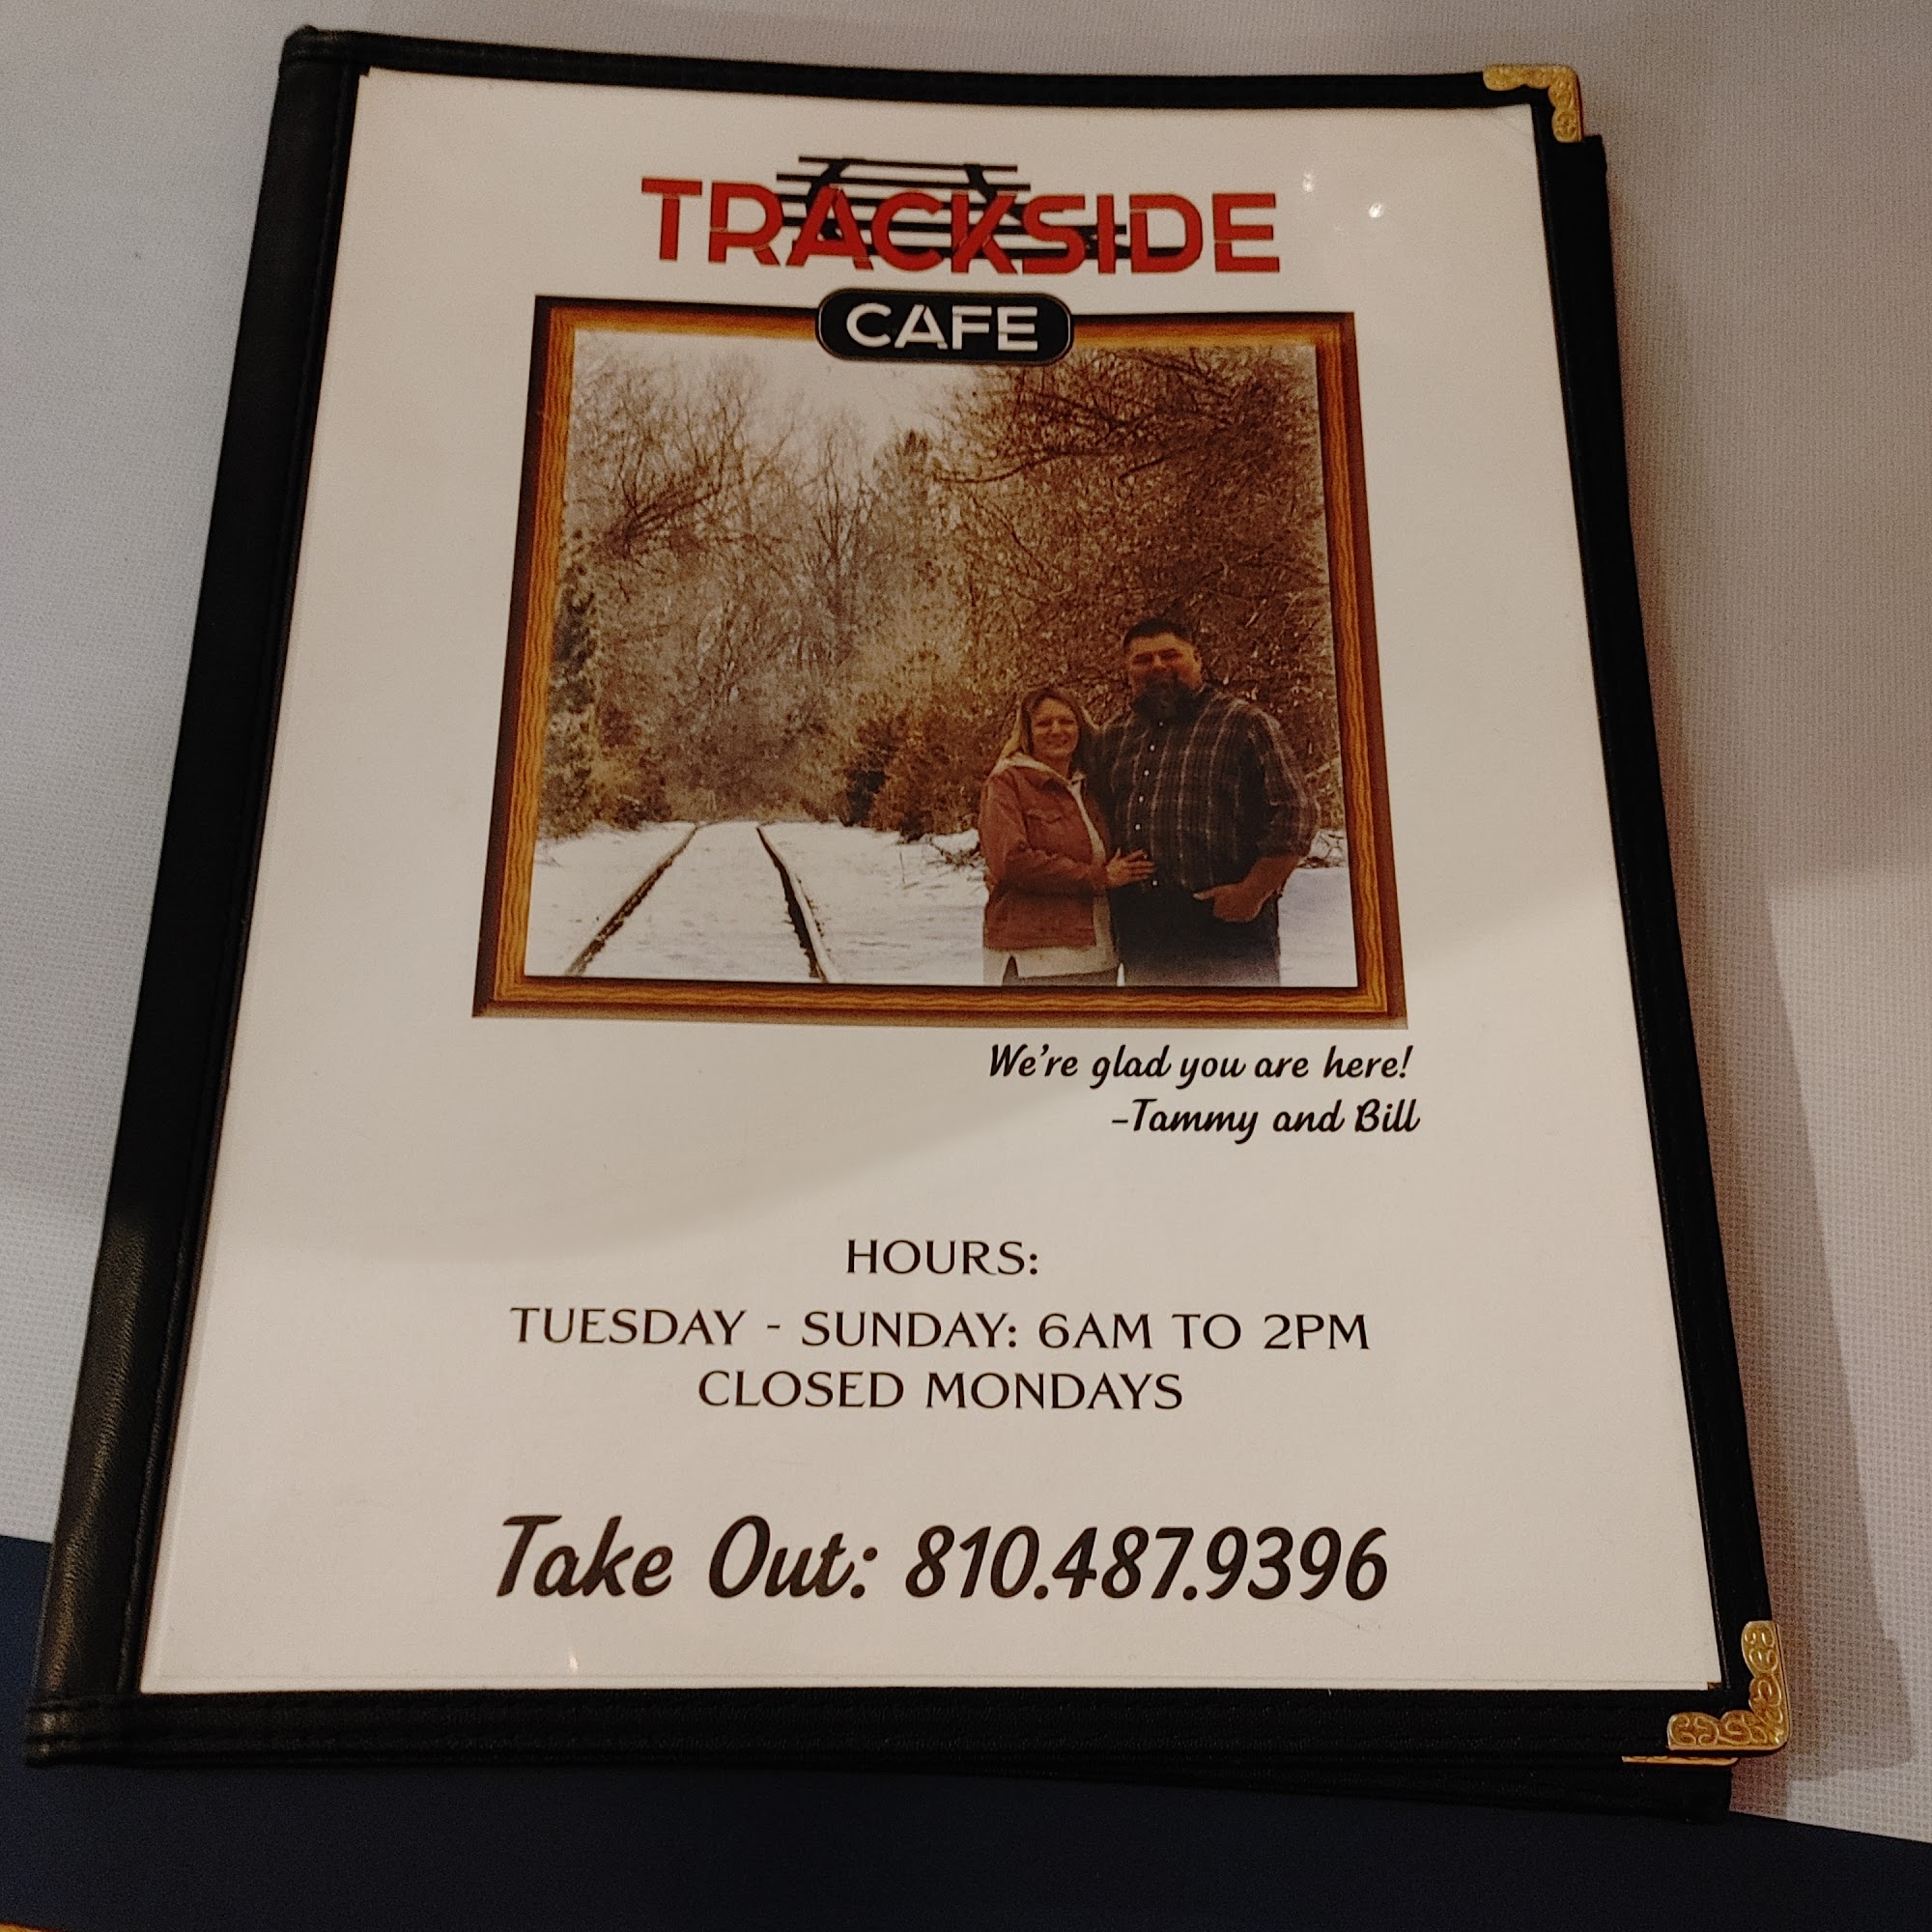 TRACKSIDE
CAFE
We're glad you are here!
-Tammy and Bill
HOURS:
TUESDAY - SUNDAY: 6AM TO 2PM
CLOSED MONDAYS
Take Out: 810.487.9396